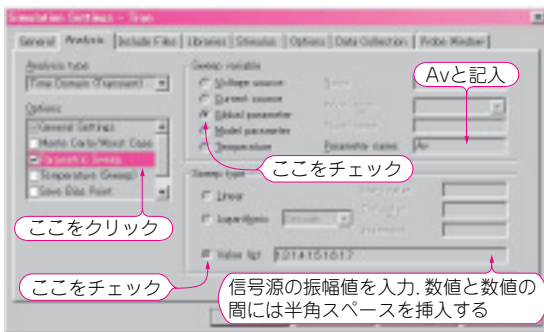 Simulation Settings - Tran
General Analysis Include Files Libraries Stimulus Options Data Collection Probe Window
Analysis type:
Time Domain (Transient)
Options:
General Settings
Monte Carlo/Worst Case
Parametric Sweep
Temperature (Sweep)
Save Bias Point
Sweep variable
Voltage source
Current source
Global parameter
Model parameter
Temperature
Parameter name: Av
Avと記入
ここをチェック
Sweep type
Linear
Logarithmic
Value list
ここをクリック
ここをチェック
信号源の振幅値を入力．数値と数値の
間には半角スペースを挿入する